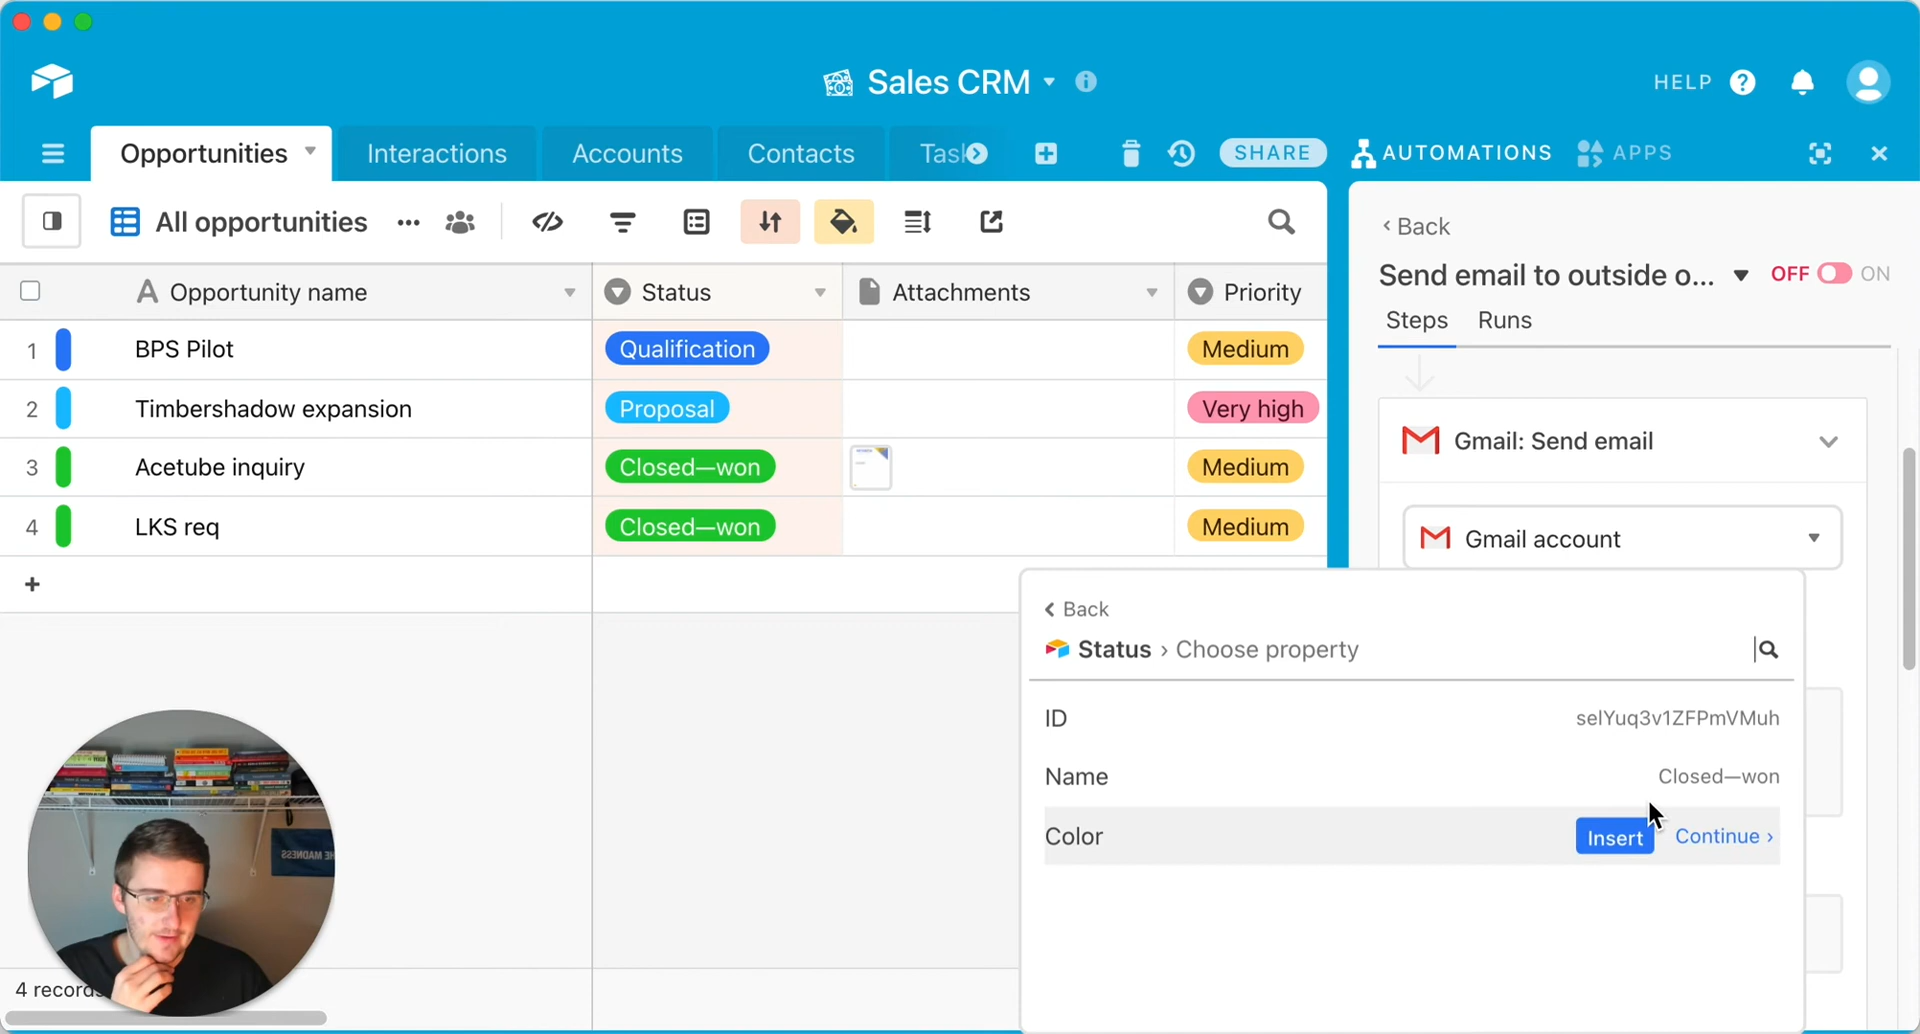 Sales CRM
HELP
Opportunities
Interactions
Accounts
Contacts
SHARE
AUTOMATIONS
APPS
All opportunities
Opportunity name
Status
Attachments
Priority
1
BPS Pilot
Qualification
Medium
2
Timbershadow expansion
Proposal
Very high
3
Acetube inquiry
Closed—won
Medium
4
LKS req
Closed—won
Medium
4 records
Back
Send email to outside o...
OFF
ON
Steps
Runs
Gmail: Send email
Gmail account
Back
Status › Choose property
ID
selYuq3v1ZFPmVMuh
Name
Closed—won
Color
Insert
Continue ›